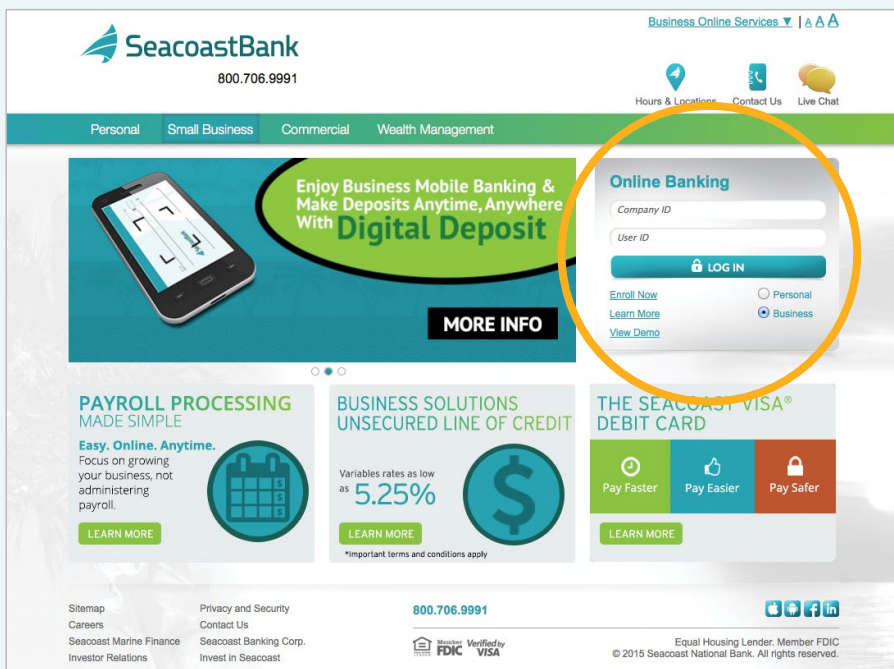 Business Online Services ▼ | A A A
SeacoastBank
800.706.9991
Hours & Locations Contact Us Live Chat
Personal Small Business Commercial Wealth Management
Enjoy Business Mobile Banking &
Make Deposits Anytime, Anywhere
With Digital Deposit
MORE INFO
Online Banking
Company ID
User ID
LOG IN
Enroll Now Personal
Learn More Business
View Demo
PAYROLL PROCESSING
MADE SIMPLE
Easy. Online. Anytime.
Focus on growing
your business, not
administering
payroll.
LEARN MORE
BUSINESS SOLUTIONS
UNSECURED LINE OF CREDIT
Variables rates as low
as 5.25%
$
LEARN MORE
*Important terms and conditions apply
THE SEACOAST VISA®
DEBIT CARD
Pay Faster Pay Easier Pay Safer
LEARN MORE
Sitemap
Careers
Seacoast Marine Finance
Investor Relations
Privacy and Security
Contact Us
Seacoast Banking Corp.
Invest in Seacoast
800.706.9991
Member
FDIC
Verified by
VISA
Equal Housing Lender. Member FDIC
© 2015 Seacoast National Bank. All rights reserved.